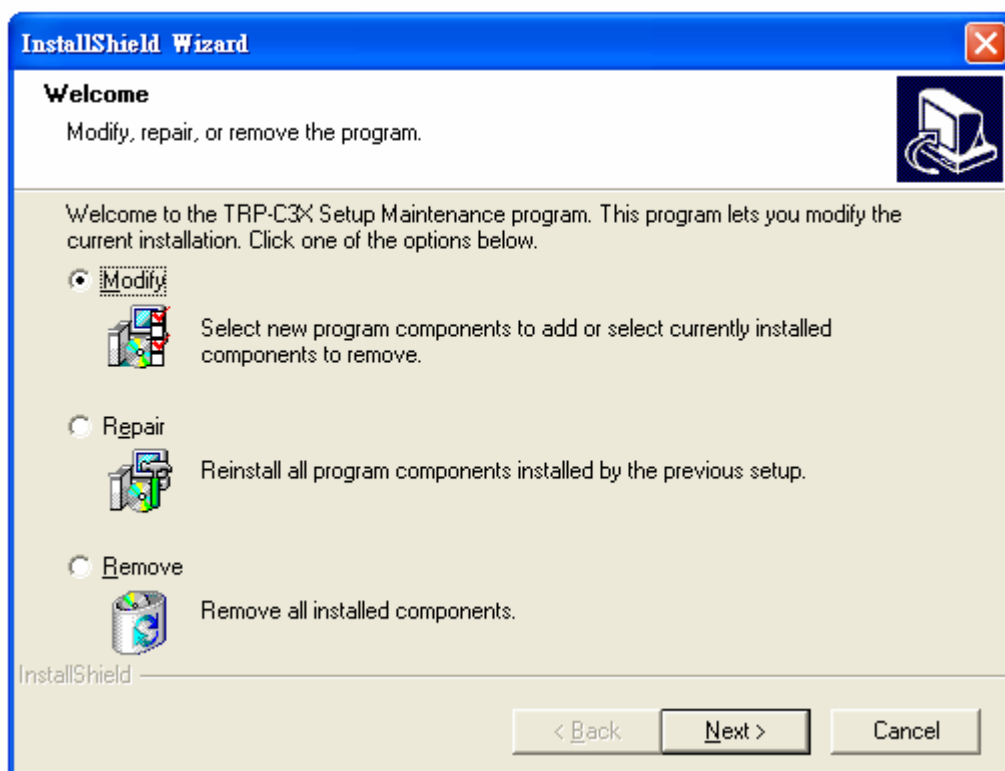 InstallShield Wizard
Welcome
Modify, repair, or remove the program.
Welcome to the TRP-C3X Setup Maintenance program. This program lets you modify the
current installation. Click one of the options below.
Modify
Select new program components to add or select currently installed
components to remove.
Repair
Reinstall all program components installed by the previous setup.
Remove
Remove all installed components.
InstallShield
< Back
Next >
Cancel